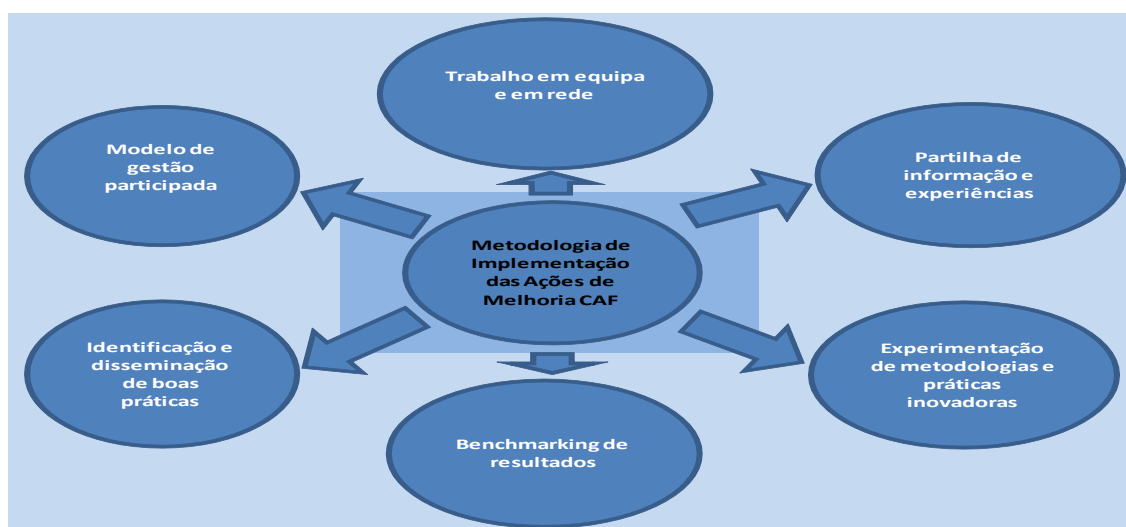 Trabalho em equipa
e em rede
Modelo de
gestão
participada
Partilha de
informação e
experiências
Metodologia de
Implementação
das Ações de
Melhoria CAF
Identificação e
disseminação
de boas
práticas
Experimentação
de metodologias e
práticas
inovadoras
Benchmarking de
resultados